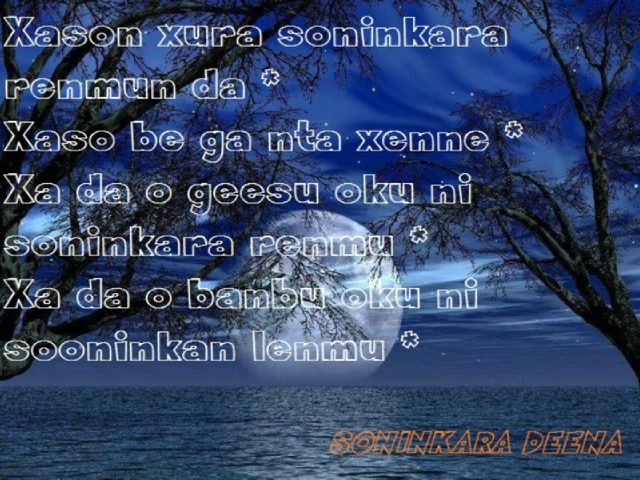 Xason xura soninkara
renmun da *
Xaso be ga nta xenne *
Xa da o geesu oku ni
soninkara renmu *
Xa da o banbu oku ni
sooninkan lenmu *
SONINKARA DEENA